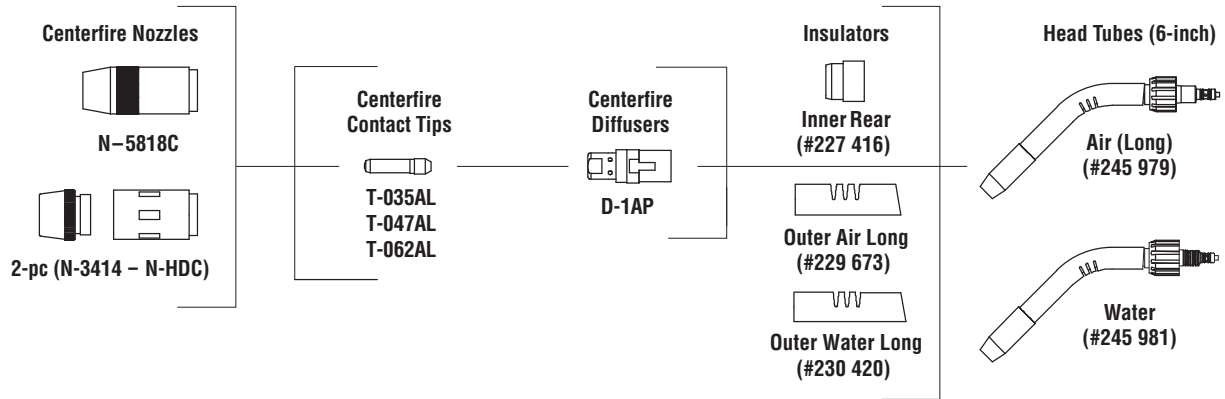 Centerfire Nozzles
N–5818C
2-pc (N-3414 – N-HDC)
Centerfire
Contact Tips
T-035AL
T-047AL
T-062AL
Centerfire
Diffusers
D-1AP
Insulators
Inner Rear
(#227 416)
Outer Air Long
(#229 673)
Outer Water Long
(#230 420)
Head Tubes (6-inch)
Air (Long)
(#245 979)
Water
(#245 981)